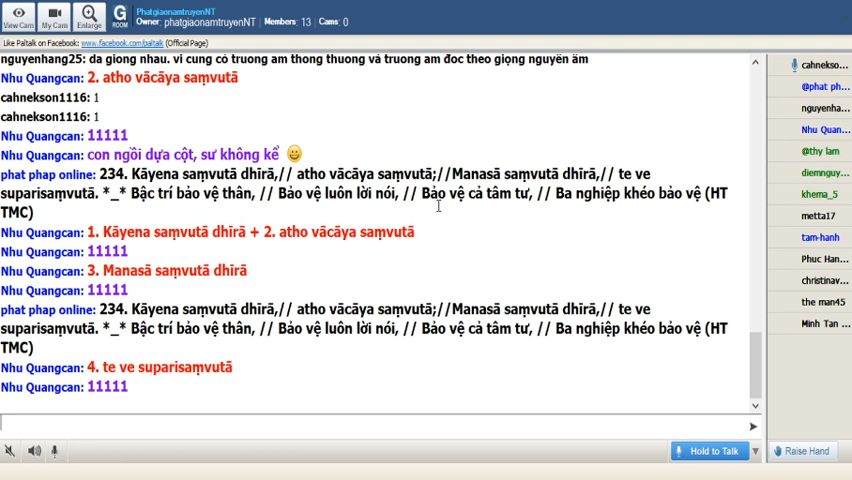 PhatgiaonamtruyenNT
Owner: phatgiaonamtruyenNT Members: 13 Cams: 0
View Cam My Cam Enlarge G ROOM
Like Paltalk on Facebook: www.facebook.com/paltalk (Official Page)
nguyenhang25: da giong nhau. vi cung có truong am thong thuong và truong am đoc theo giọng nguyên âm
Nhu Quangcan: 2. atho vācāya saṃvutā
cahnekson1116: 1
cahnekson1116: 1
Nhu Quangcan: 11111
Nhu Quangcan: con ngồi dựa cột, sư không kể 😀
phat phap online: 234. Kāyena saṃvutā dhīrā,// atho vācāya saṃvutā;//Manasā saṃvutā dhīrā,// te ve
suparisaṃvutā. *_* Bậc trí bảo vệ thân, // Bảo vệ luôn lời nói, // Bảo vệ cả tâm tư, // Ba nghiệp khéo bảo vệ (HT
TMC)
Nhu Quangcan: 1. Kāyena saṃvutā dhīrā + 2. atho vācāya saṃvutā
Nhu Quangcan: 11111
Nhu Quangcan: 3. Manasā saṃvutā dhīrā
Nhu Quangcan: 11111
phat phap online: 234. Kāyena saṃvutā dhīrā,// atho vācāya saṃvutā;//Manasā saṃvutā dhīrā,// te ve
suparisaṃvutā. *_* Bậc trí bảo vệ thân, // Bảo vệ luôn lời nói, // Bảo vệ cả tâm tư, // Ba nghiệp khéo bảo vệ (HT
TMC)
Nhu Quangcan: 4. te ve suparisaṃvutā
Nhu Quangcan: 11111
cahnekso...
@phat ph...
nguyenha...
Nhu Quan...
@thy lam
diemnguy...
khema_5
metta17
tam-hanh
Phuc Han...
christinav...
the man45
Minh Tan ...
Hold to Talk
Raise Hand